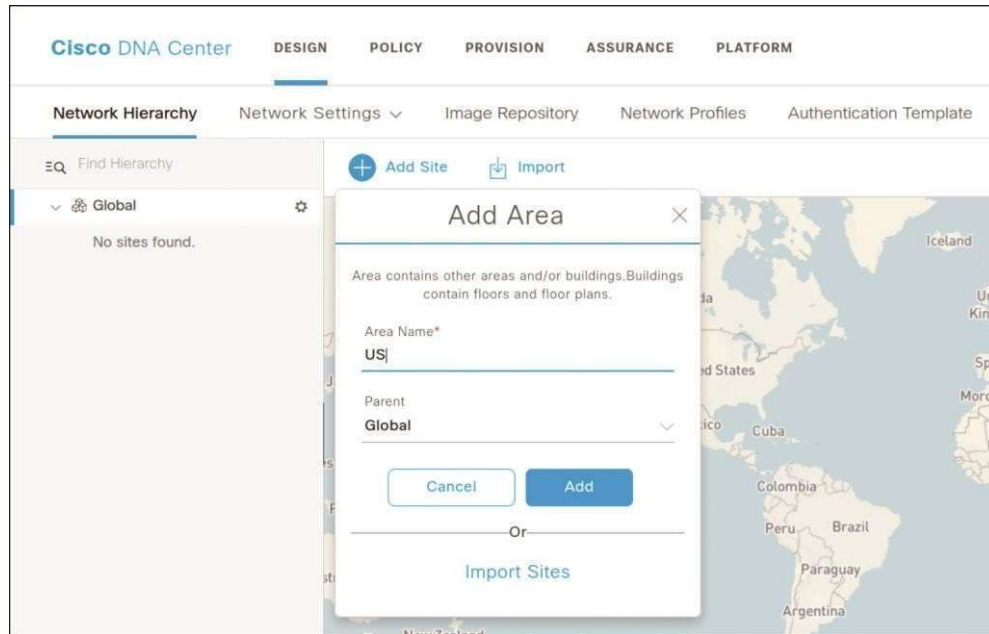 Cisco DNA Center DESIGN POLICY PROVISION ASSURANCE PLATFORM
Network Hierarchy Network Settings Image Repository Network Profiles Authentication Template
Find Hierarchy
Add Site Import
Global
No sites found.
Add Area
Area contains other areas and/or buildings.Buildings
contain floors and floor plans.
Area Name*
US
Parent
Global
Cancel Add
Or
Import Sites
Iceland
ed States
ico Cuba
Colombia
Peru Brazil
Paraguay
Argentina